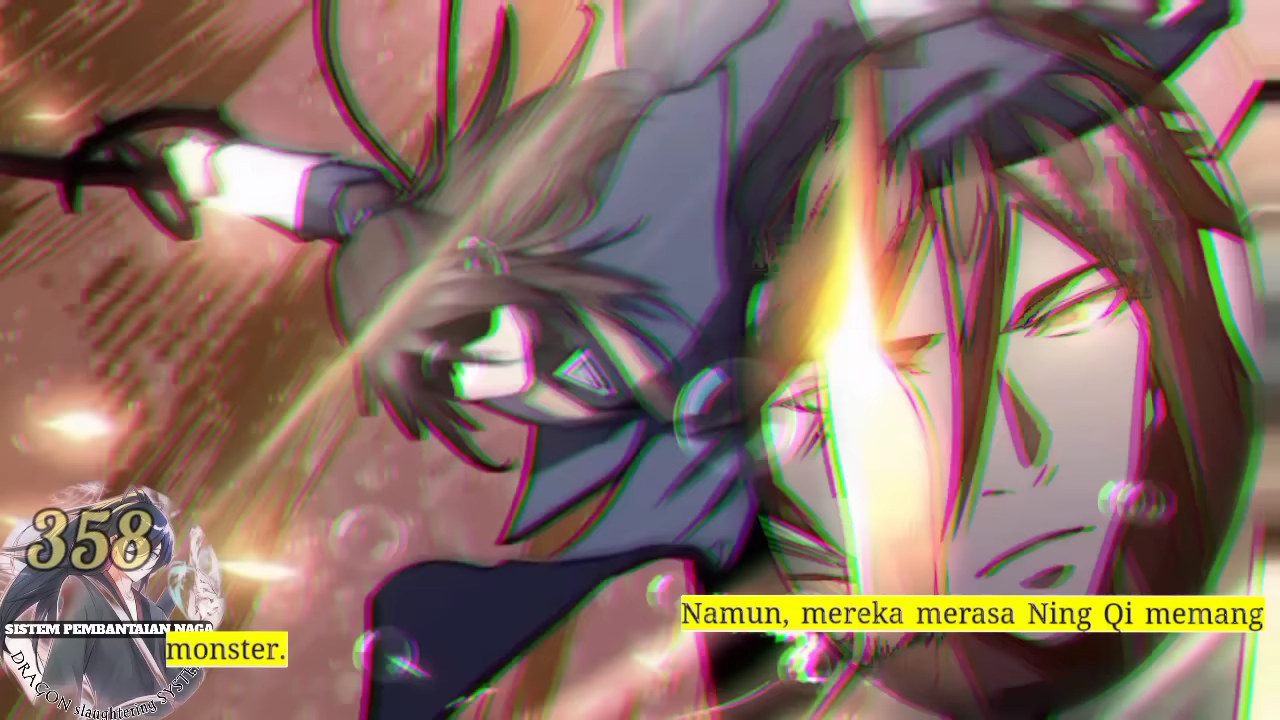 Namun, mereka merasa Ning Qi memang
monster.
358
SISTEM PEMBANTAIAN NAGA
DRAGON slaughtering SYSTEM